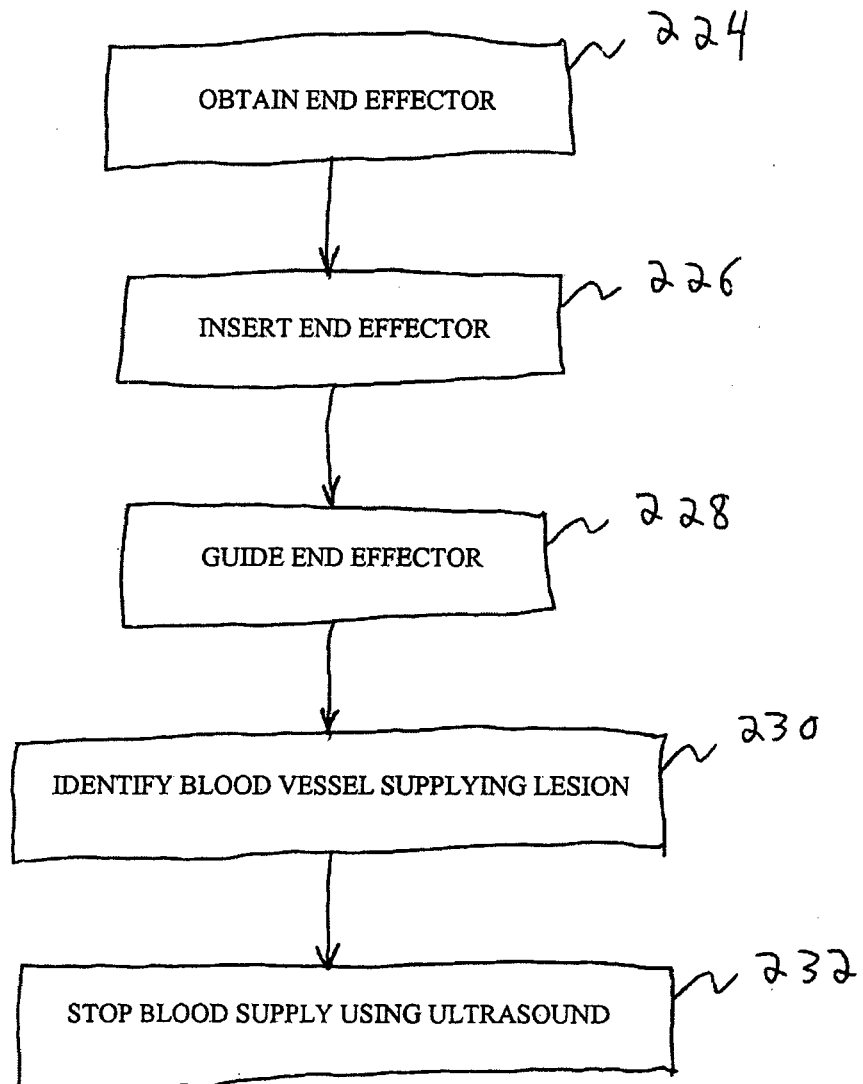 224
OBTAIN END EFFECTOR
226
INSERT END EFFECTOR
228
GUIDE END EFFECTOR
230
IDENTIFY BLOOD VESSEL SUPPLYING LESION
232
STOP BLOOD SUPPLY USING ULTRASOUND